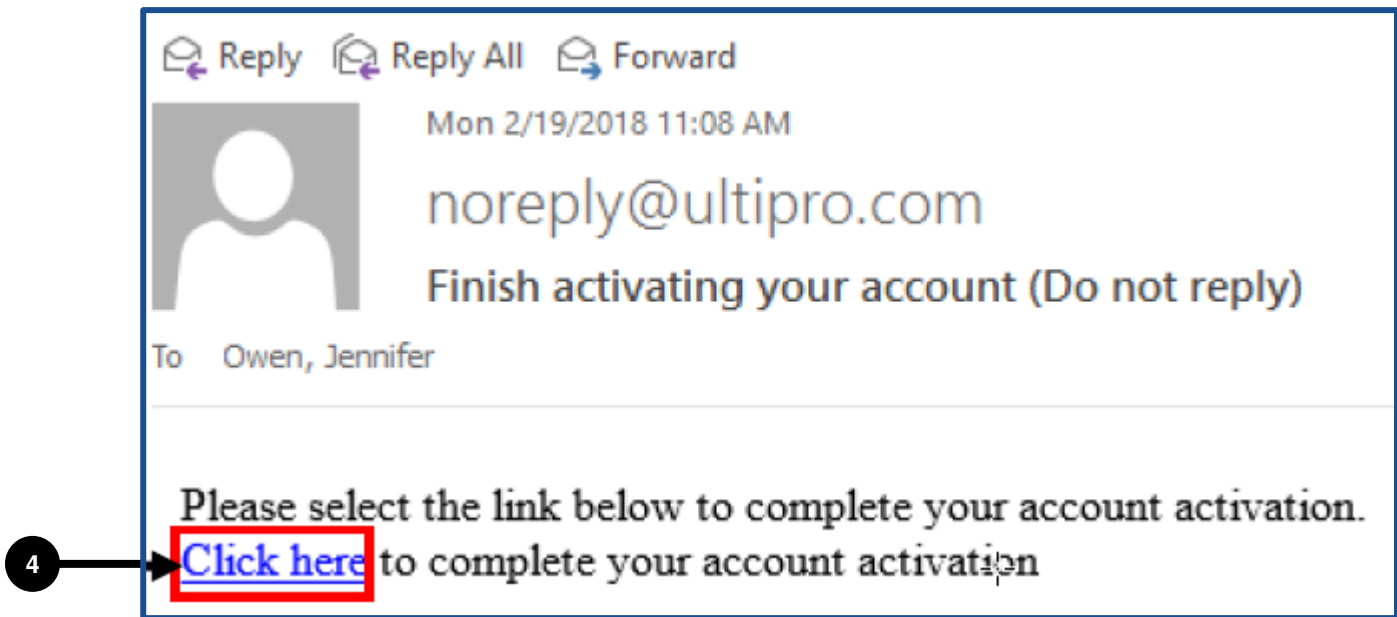 Reply Reply All Forward
Mon 2/19/2018 11:08 AM
noreply@ultipro.com
Finish activating your account (Do not reply)
To Owen, Jennifer
Please select the link below to complete your account activation.
4 Click here to complete your account activation